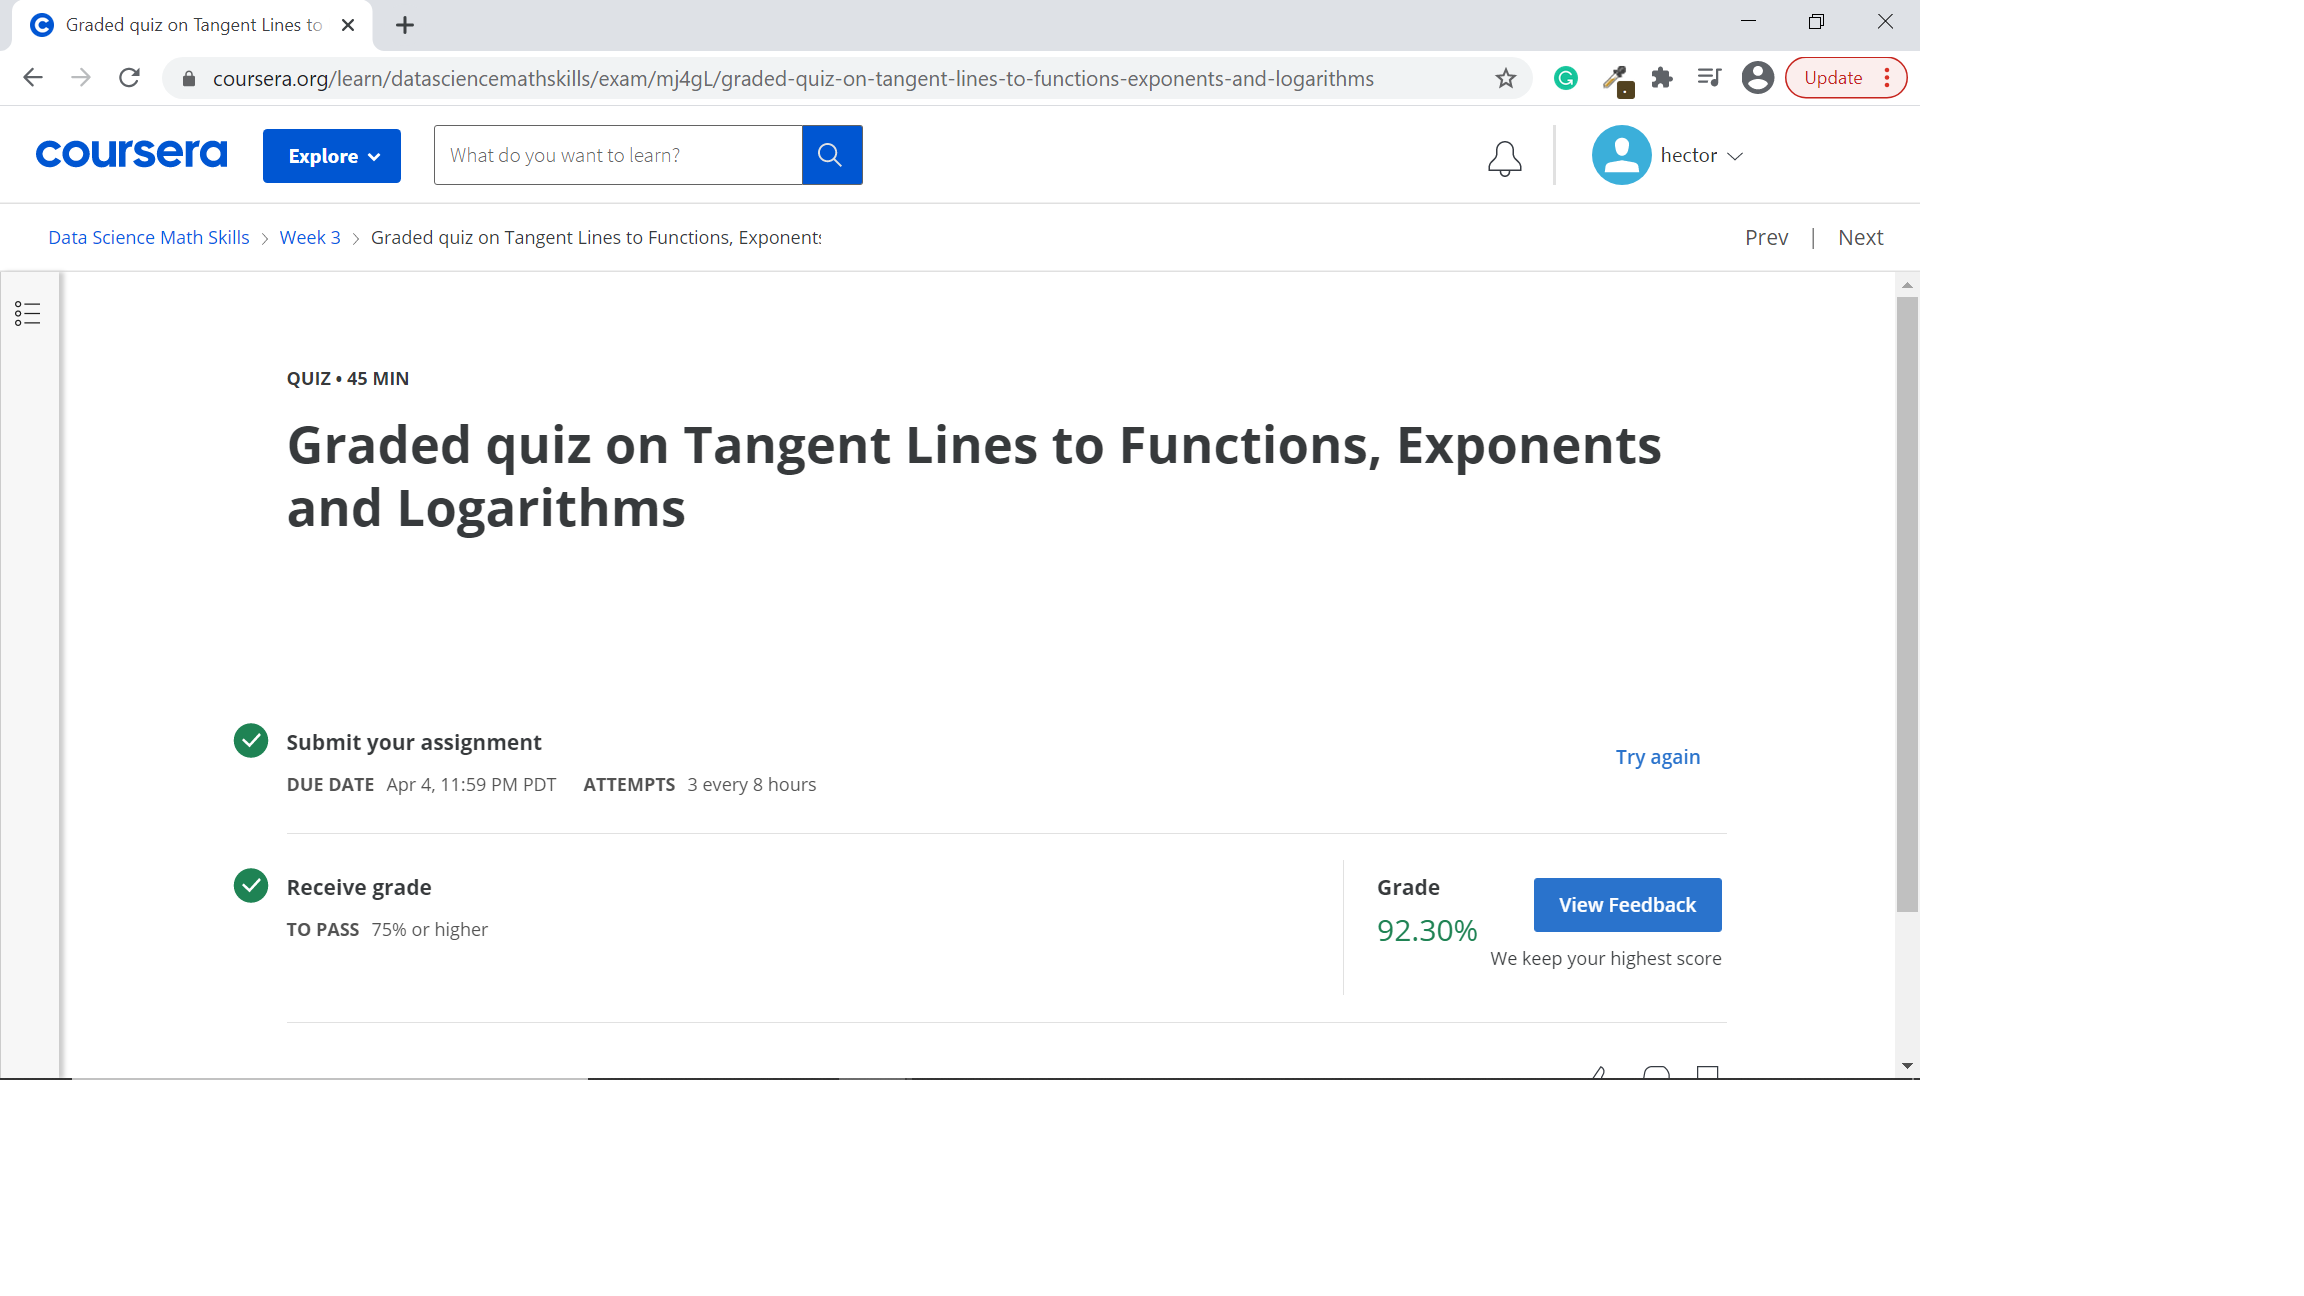 Graded quiz on Tangent Lines to
coursera.org/learn/datasciencemathskills/exam/mj4gL/graded-quiz-on-tangent-lines-to-functions-exponents-and-logarithms
Update
coursera
Explore
What do you want to learn?
hector
Data Science Math Skills > Week 3 > Graded quiz on Tangent Lines to Functions, Exponents
Prev | Next
QUIZ • 45 MIN
Graded quiz on Tangent Lines to Functions, Exponents
and Logarithms
Submit your assignment
DUE DATE Apr 4, 11:59 PM PDT ATTEMPTS 3 every 8 hours
Try again
Receive grade
TO PASS 75% or higher
Grade
92.30%
View Feedback
We keep your highest score